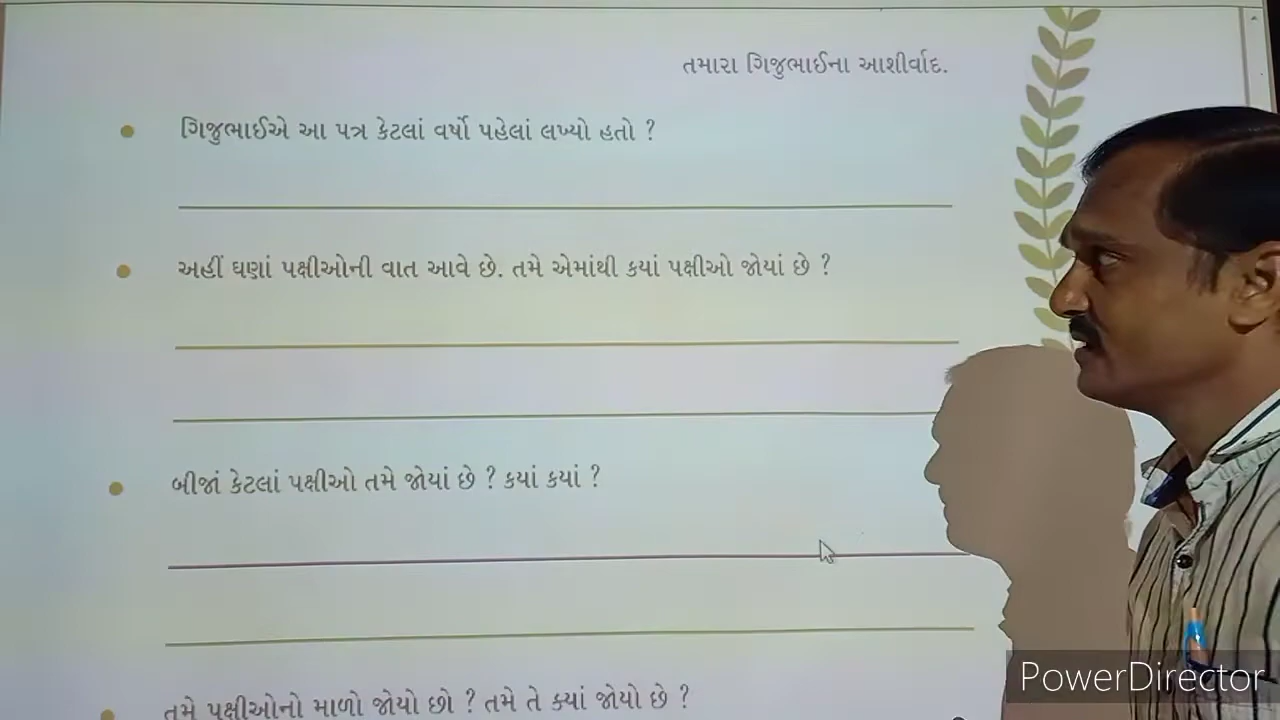 તમારા ગિજુભાઈના આશીર્વાદ.
ગિજુભાઈએ આ પત્ર કેટલાં વર્ષો પહેલાં લખ્યો હતો ?
અહીં ઘણાં પક્ષીઓની વાત આવે છે. તમે એમાંથી કયાં પક્ષીઓ જોયાં છે ?
બીજાં કેટલાં પક્ષીઓ તમે જોયાં છે ? કયાં કયાં ?
તમે પક્ષીઓનો માળો જોયો છો ? તમે તે ક્યાં જોયો છે ?
PowerDirector